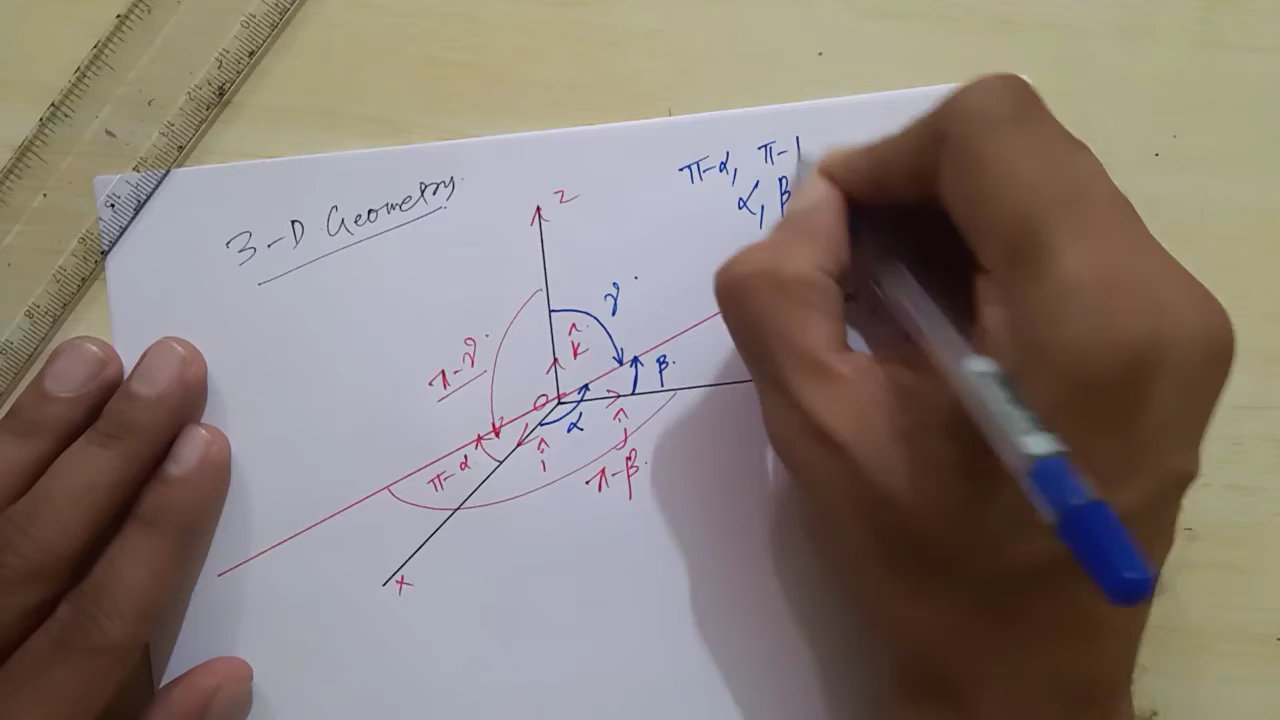 3-D Geometry.
π-α, π-
α, β
z
γ
k̂
π-γ
β
O
α
ĵ
î
π-α
π-β
x